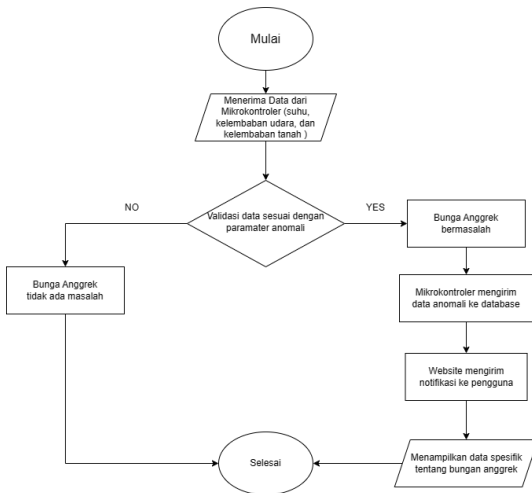 Mulai
Menerima Data dari
Mikrokontroler (suhu,
kelembaban udara, dan
kelembaban tanah )
Validasi data sesuai dengan
paramater anomali
NO
YES
Bunga Anggrek
tidak ada masalah
Bunga Anggrek
bermasalah
Mikrokontroler mengirim
data anomali ke database
Website mengirim
notifikasi ke pengguna
Menampilkan data spesifik
tentang bungan anggrek
Selesai